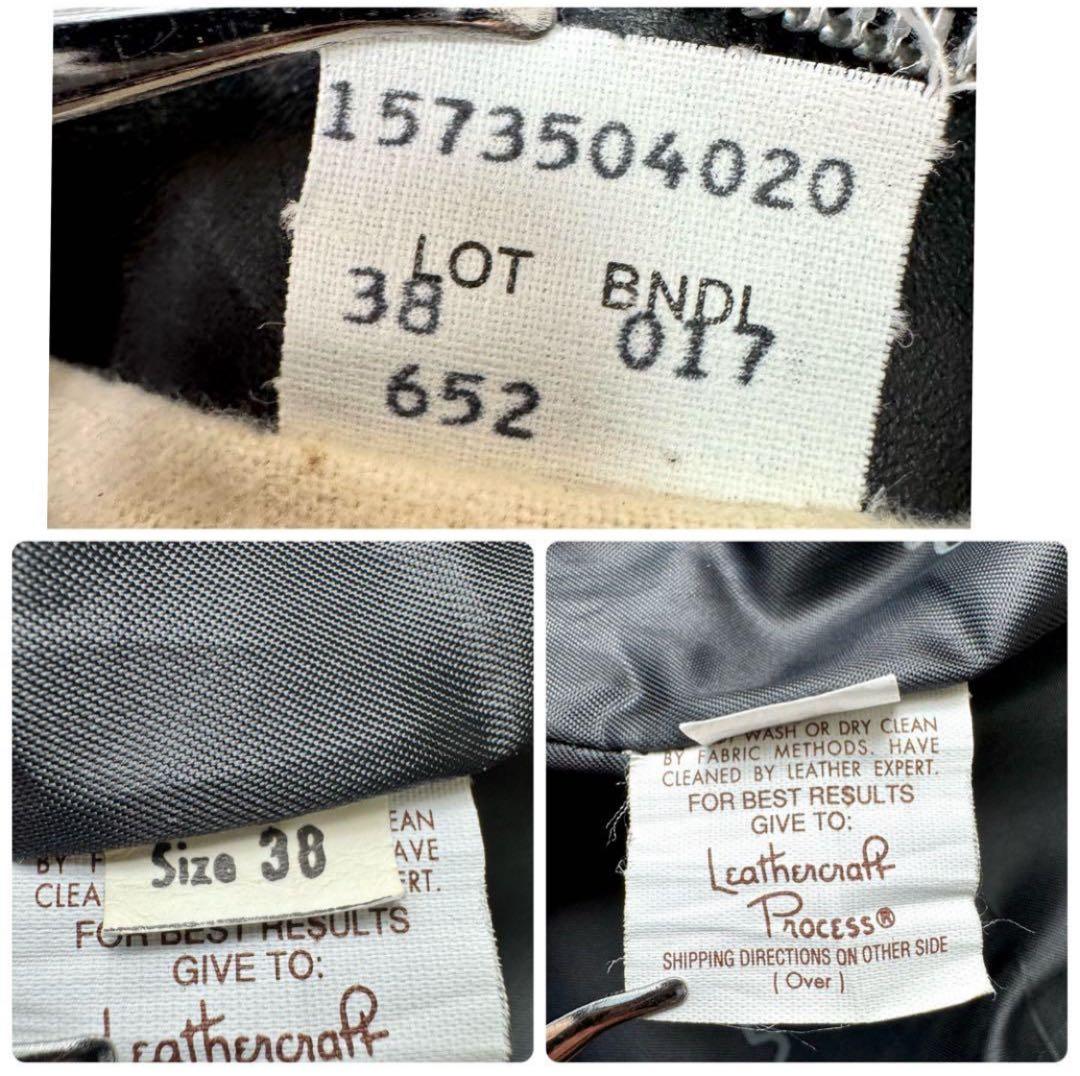 1573504020
LOT BNDL
38 017
652
EAN
BY F AVE
CLEA RT.
Size 38
FOR BEST RESULTS
GIVE TO:
Leathercraft
WASH OR DRY CLEAN
BY FABRIC METHODS. HAVE
CLEANED BY LEATHER EXPERT.
FOR BEST RESULTS
GIVE TO:
Leathercraft
Process®
SHIPPING DIRECTIONS ON OTHER SIDE
(Over)